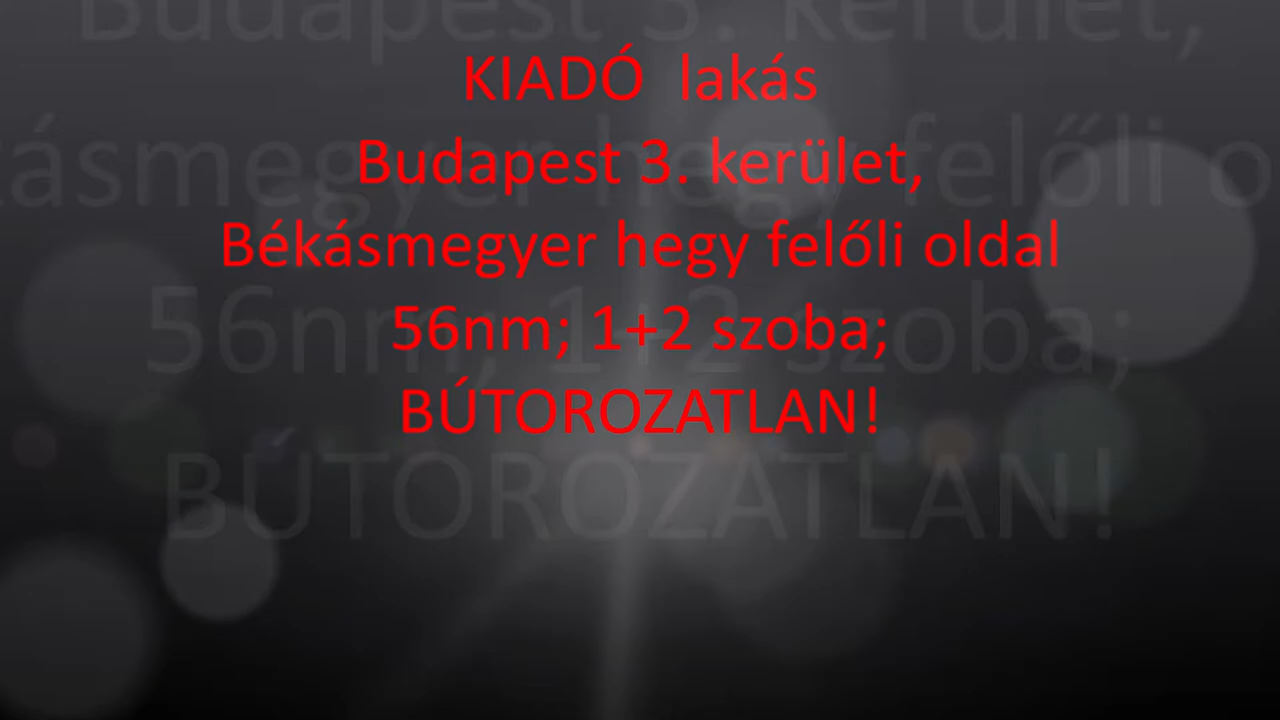 KIADÓ lakás
Budapest 3. kerület,
Békásmegyer hegy felőli oldal
56nm; 1+2 szoba;
BÚTOROZATLAN!